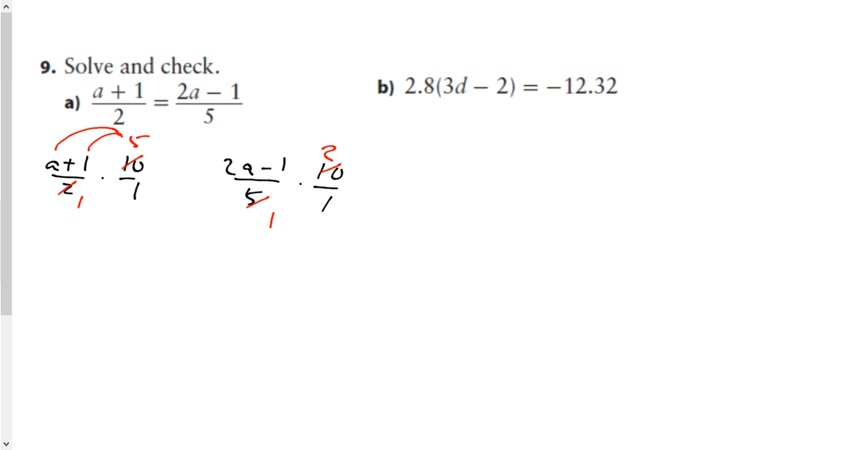 9. Solve and check.
a) a + 1 / 2 = 2a − 1 / 5
b) 2.8(3d − 2) = −12.32
a+1 / 2 · 10 / 1
5
1
2a-1 / 5 · 10 / 1
2
1